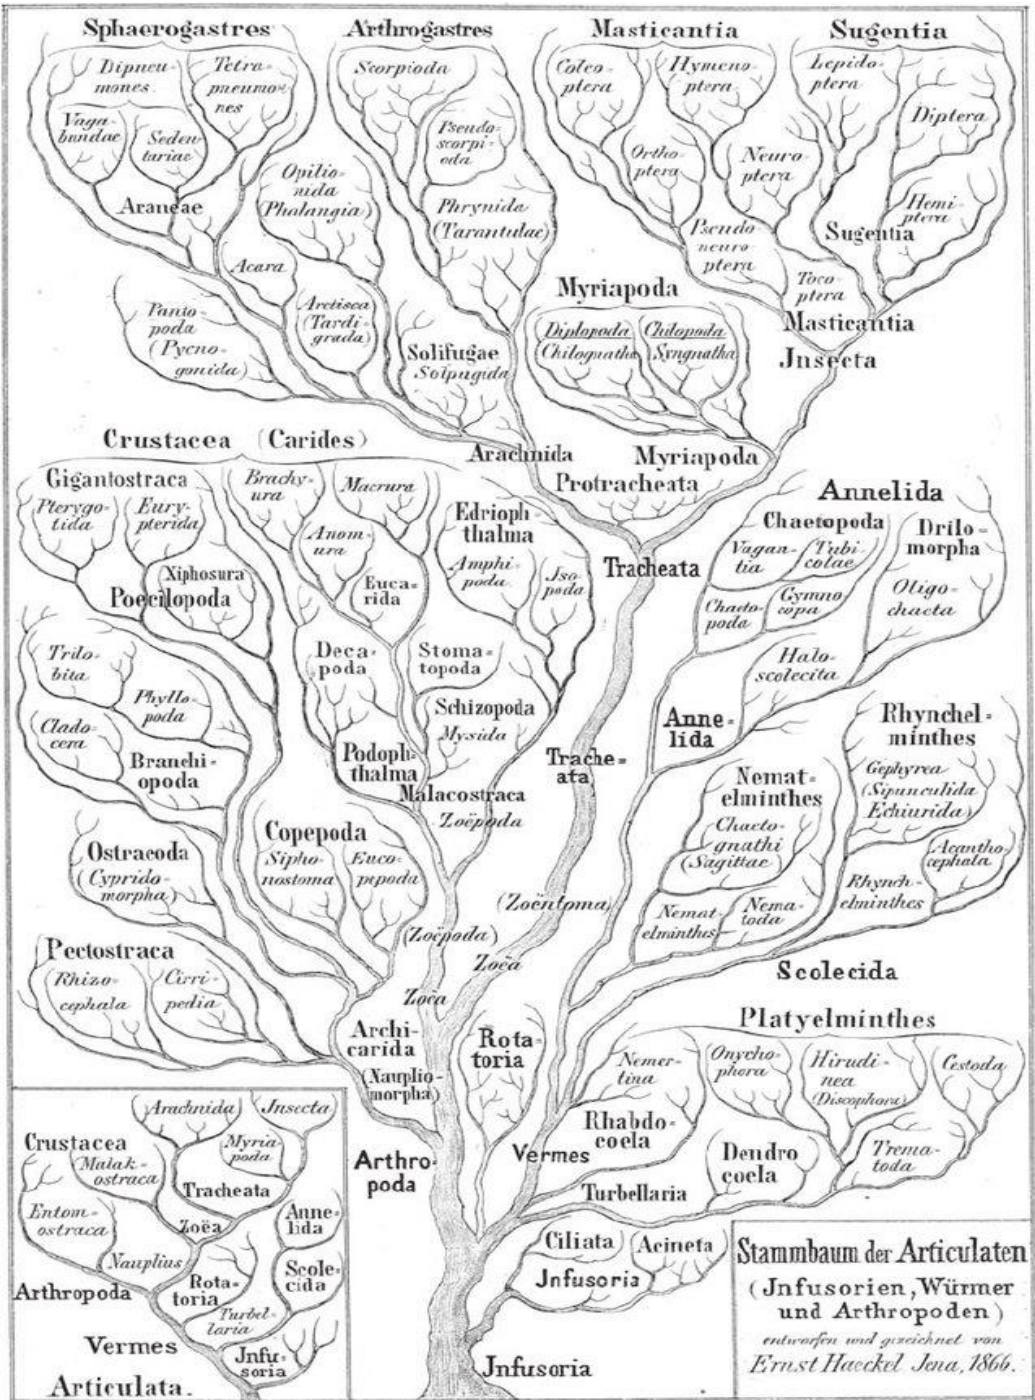 Sphaerogastres
Arthrogastres
Masticantia
Sugentia
Dipneu-
mones.
Tetra-
pneumo-
nes
Scorpioda
Coleo-
ptera
Hymeno-
ptera
Lepido-
ptera
Vaga-
bundae
Seden-
tariae
Pseudo-
scorpi-
oda
Diptera
Ortho-
ptera
Neuro-
ptera
Opilio-
nida
(Phalangia)
Araneae
Phrynida
(Tarantulae)
Hemi-
ptera
Pseudo-
neuro-
ptera
Sugentia
Acara
Toco-
ptera
Myriapoda
Panto-
poda
(Pycno-
gonida)
Arctisca
(Tardi-
grada)
Diplopoda
Chilognatha
Chilopoda
Syngnatha
Masticantia
Solifugae
Solpugida
Jnsecta
Crustacea (Carides)
Arachnida
Myriapoda
Protracheata
Gigantostraca
Pterygo-
tida
Eury-
pterida
Brachy-
ura
Macrura
Edrioph-
thalma
Annelida
Chaetopoda
Drilo-
morpha
Anom-
ura
Vagan-
tia
Tubi-
colae
Xiphosura
Poecilopoda
Euca-
rida
Amphi-
poda
Jso-
poda
Tracheata
Chaeto-
poda
Gymno-
copa
Oligo-
chaeta
Trilo-
bita
Deca-
poda
Stoma-
topoda
Halo-
scolecita
Phyllo-
poda
Schizopoda
Mysida
Anne-
lida
Rhynchel-
minthes
Clado-
cera
Branchi-
opoda
Podoph-
thalma
Trache-
ata
Malacostraca
Zoëpoda
Nemat-
elminthes
Gephyrea
(Sipunculida
Echiurida)
Copepoda
Chaeto-
gnathi
(Sagittae)
Ostracoda
(Cyprido-
morpha)
Sipho-
nostoma
Euco-
pepoda
Acantho-
cephala
Rhynch-
elminthes
(Zoëntoma)
Nemat-
elminthes
Nema-
toda
(Zoëpoda)
Pectostraca
Rhizo-
cephala
Cirri-
pedia
Zoëa
Scolecida
Zoëa
Archi-
carida
(Nauplio-
morpha)
Rota-
toria
Platyelminthes
Nemer-
tina
Onycho-
phora
Hirudi-
nea
(Discophora)
Cestoda
Rhabdo-
coela
Vermes
Dendro
coela
Trema-
toda
Arthro-
poda
Turbellaria
Ciliata
Acineta
Jnfusoria
Jnfusoria
Arachnida
Jnsecta
Crustacea
Malak-
ostraca
Myria-
poda
Tracheata
Entom-
ostraca
Zoëa
Anne-
lida
Nauplius
Arthropoda
Rota-
toria
Scole-
cida
Turbel-
laria
Vermes
Jnfu-
soria
Articulata.
Stammbaum der Articulaten
(Jnfusorien, Würmer
und Arthropoden)
entworfen und gezeichnet von
Ernst Haeckel Jena, 1866.